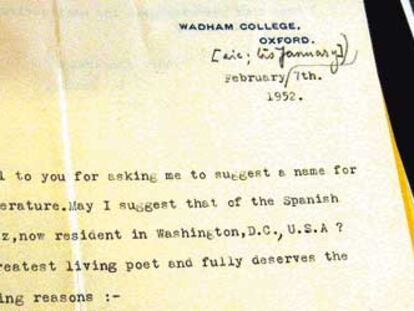 WADHAM COLLEGE,
OXFORD.
[sic; tis January]
February 7th.
1952.
l to you for asking me to suggest a name for
erature.May I suggest that of the Spanish
z,now resident in Washington,D.C., U.S.A ?
reatest living poet and fully deserves the
ing reasons :-